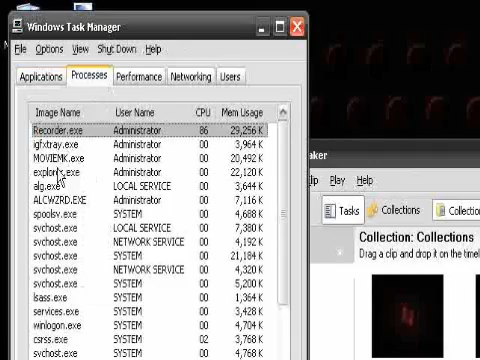 Windows Task Manager
File Options View Shut Down Help
Applications Processes Performance Networking Users
Image Name User Name CPU Mem Usage
Recorder.exe Administrator 86 29,256 K
igfxtray.exe Administrator 00 3,964 K
MOVIEMK.exe Administrator 00 20,492 K
explorer.exe Administrator 00 22,120 K
alg.exe LOCAL SERVICE 00 3,644 K
ALCWZRD.EXE Administrator 00 7,116 K
spoolsv.exe SYSTEM 00 4,688 K
svchost.exe LOCAL SERVICE 00 7,380 K
svchost.exe NETWORK SERVICE 00 4,192 K
svchost.exe SYSTEM 00 21,184 K
svchost.exe NETWORK SERVICE 00 4,320 K
svchost.exe SYSTEM 00 5,200 K
lsass.exe SYSTEM 00 1,364 K
services.exe SYSTEM 00 3,428 K
winlogon.exe SYSTEM 00 4,704 K
csrss.exe SYSTEM 02 3,768 K
svchost.exe SYSTEM 00 3,768 K
aker
lip Play Help
Tasks Collections Collection
Collection: Collections
Drag a clip and drop it on the timel